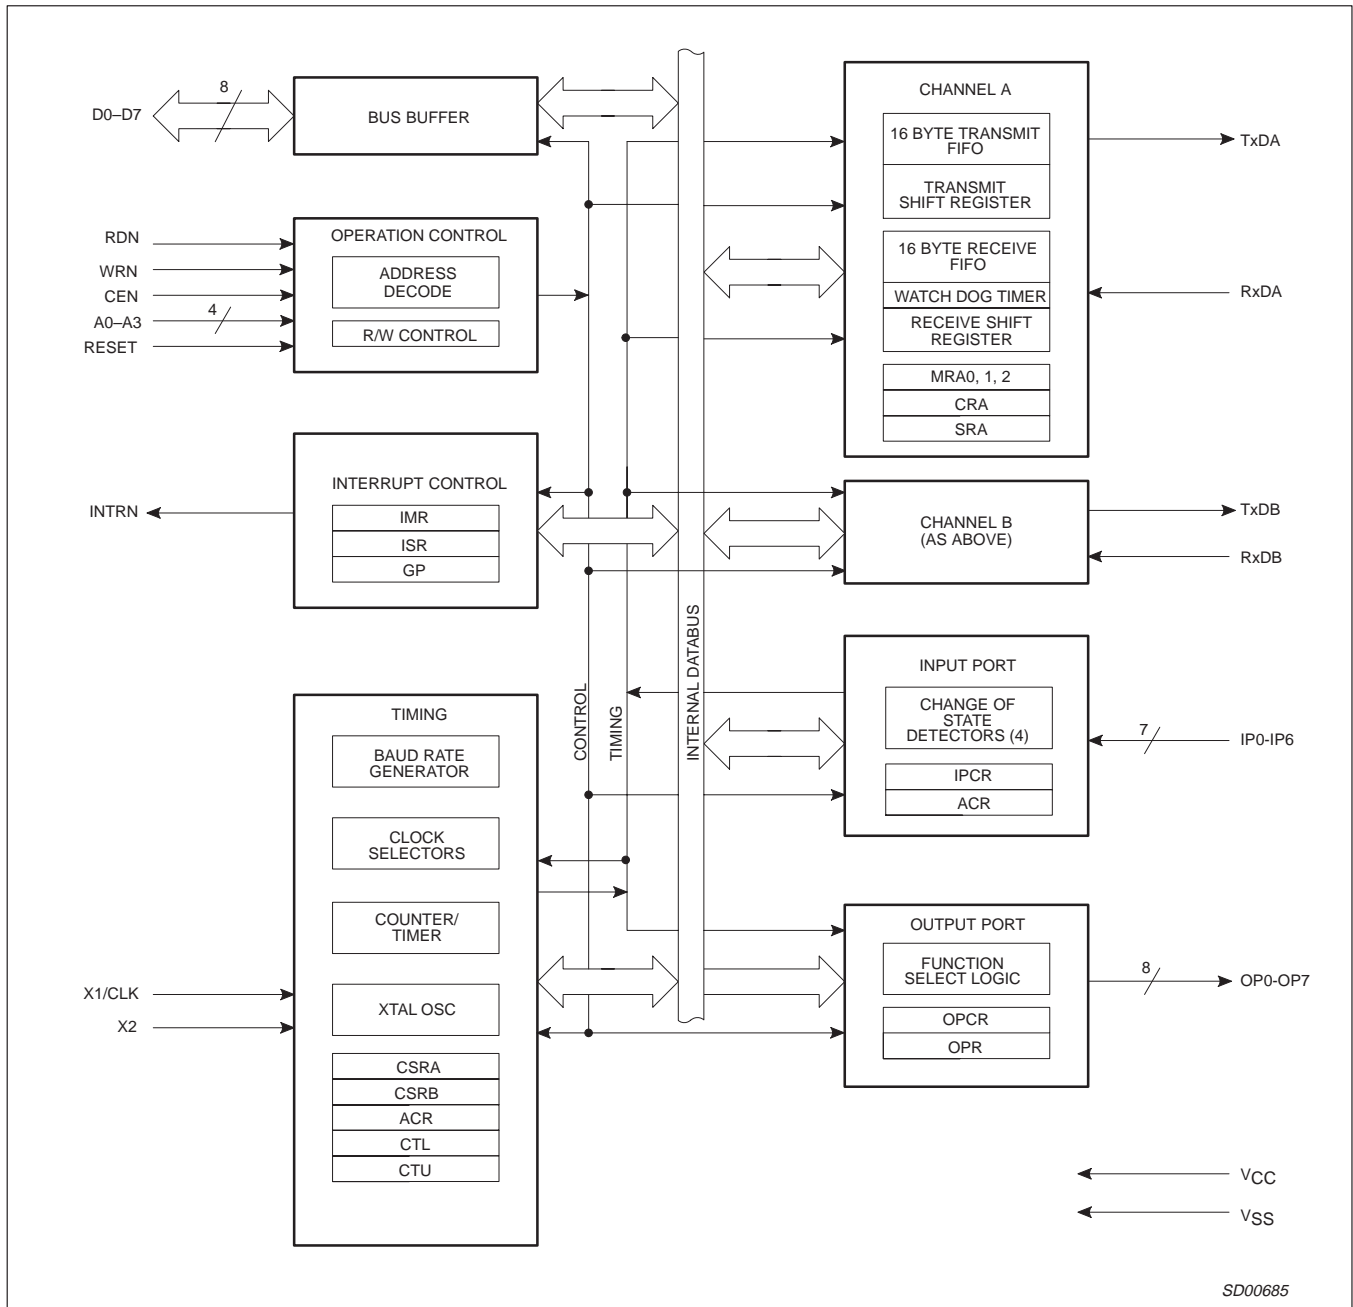 D0–D7
8
BUS BUFFER
RDN
WRN
CEN
A0–A3
4
RESET
OPERATION CONTROL
ADDRESS
DECODE
R/W CONTROL
INTRN
INTERRUPT CONTROL
IMR
ISR
GP
TIMING
BAUD RATE
GENERATOR
CLOCK
SELECTORS
COUNTER/
TIMER
X1/CLK
X2
XTAL OSC
CSRA
CSRB
ACR
CTL
CTU
CONTROL
TIMING
INTERNAL DATABUS
CHANNEL A
16 BYTE TRANSMIT
FIFO
TRANSMIT
SHIFT REGISTER
16 BYTE RECEIVE
FIFO
WATCH DOG TIMER
RECEIVE SHIFT
REGISTER
MRA0, 1, 2
CRA
SRA
TxDA
RxDA
CHANNEL B
(AS ABOVE)
TxDB
RxDB
INPUT PORT
CHANGE OF
STATE
DETECTORS (4)
IPCR
ACR
7
IP0-IP6
OUTPUT PORT
FUNCTION
SELECT LOGIC
OPCR
OPR
8
OP0-OP7
VCC
VSS
SD00685